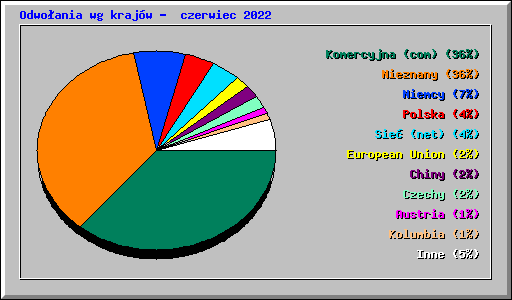 Odwołania wg krajów -  czerwiec 2022
Komercyjna (com) (36%)
Nieznany (36%)
Niemcy (7%)
Polska (4%)
Sieć (net) (4%)
European Union (2%)
Chiny (2%)
Czechy (2%)
Austria (1%)
Kolumbia (1%)
Inne (5%)